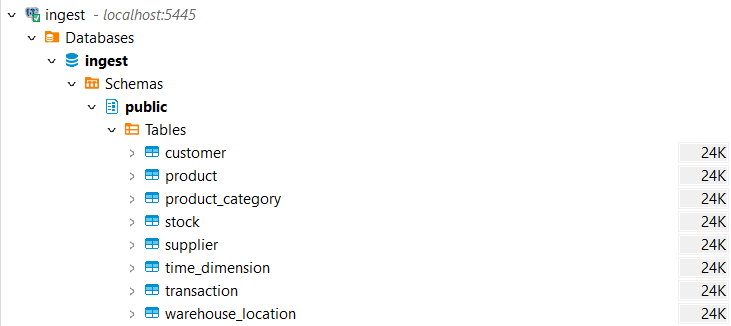 ingest - localhost:5445
Databases
ingest
Schemas
public
Tables
customer 24K
product 24K
product_category 24K
stock 24K
supplier 24K
time_dimension 24K
transaction 24K
warehouse_location 24K